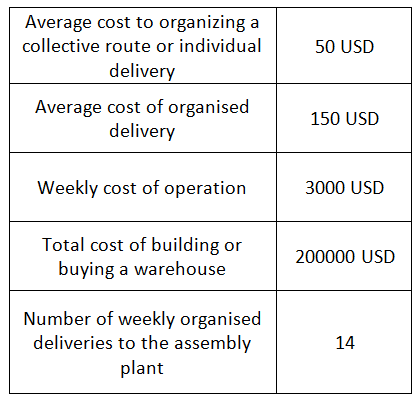 Average cost to organizing a
collective route or individual
delivery
50 USD
Average cost of organised
delivery
150 USD
Weekly cost of operation
3000 USD
Total cost of building or
buying a warehouse
200000 USD
Number of weekly organised
deliveries to the assembly
plant
14